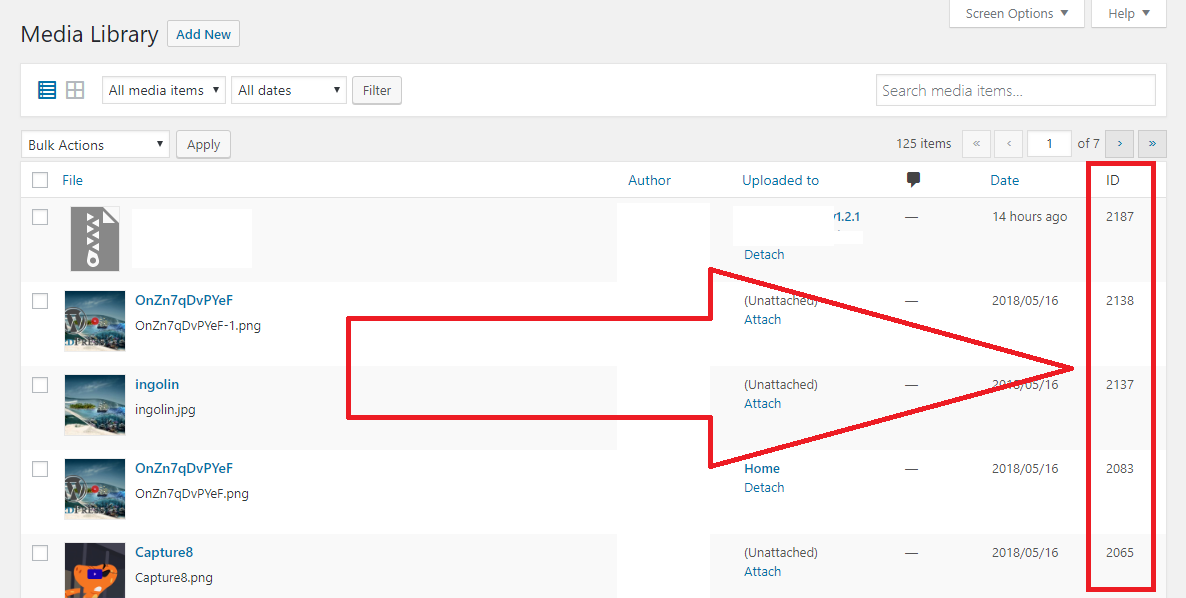 Screen Options ▼ Help ▼
Media Library Add New
All media items ▼ All dates ▼ Filter Search media items...
Bulk Actions ▼ Apply 125 items « ‹ 1 of 7 › »
File Author Uploaded to Date ID
v1.2.1 — 14 hours ago 2187
Detach
OnZn7qDvPYeF (Unattached) — 2018/05/16 2138
OnZn7qDvPYeF-1.png Attach
ingolin (Unattached) — 2018/05/16 2137
ingolin.jpg Attach
OnZn7qDvPYeF Home — 2018/05/16 2083
OnZn7qDvPYeF.png Detach
Capture8 (Unattached) — 2018/05/16 2065
Capture8.png Attach